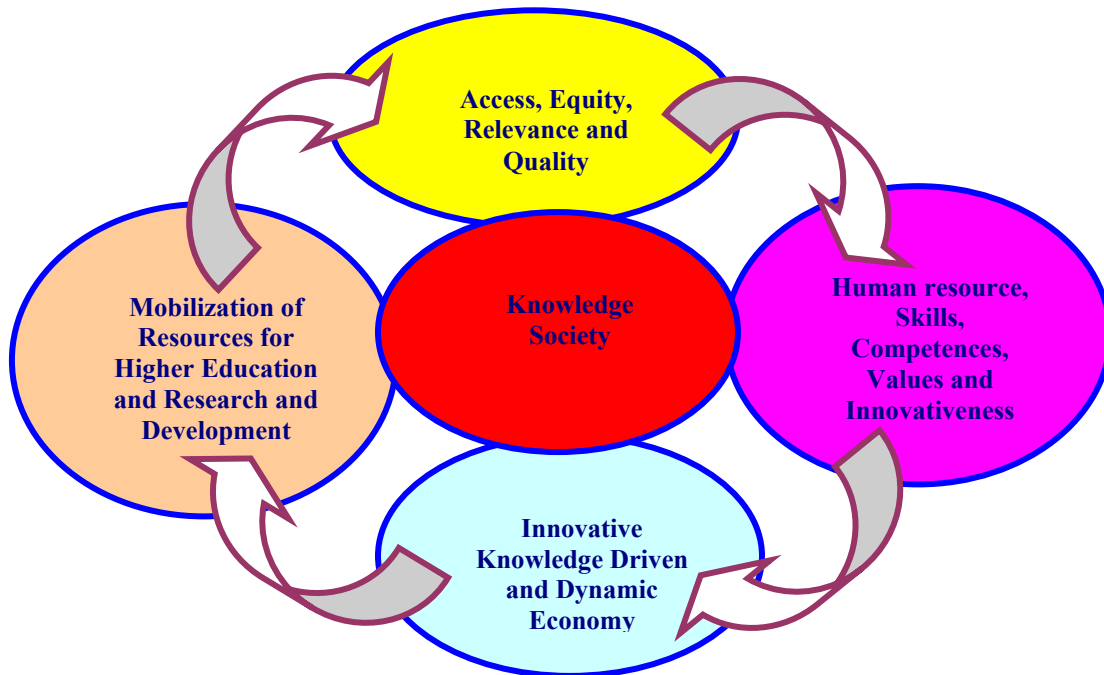 Access, Equity,
Relevance and
Quality
Human resource,
Skills,
Competences,
Values and
Innovativeness
Innovative
Knowledge Driven
and Dynamic
Economy
Mobilization of
Resources for
Higher Education
and Research and
Development
Knowledge
Society